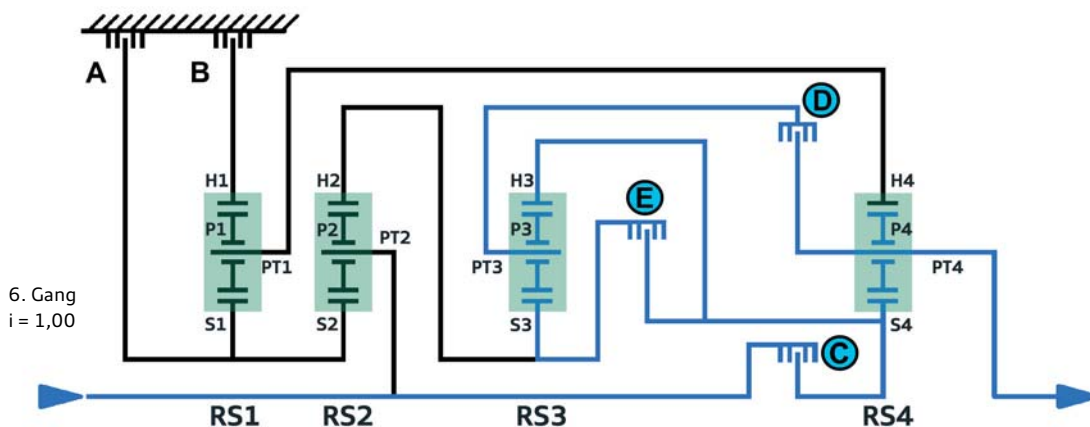 A
B
D
H1
H2
H3
E
H4
P1
P2
P3
P4
PT1
PT2
PT3
PT4
6. Gang
i = 1,00
S1
S2
S3
S4
C
RS1
RS2
RS3
RS4